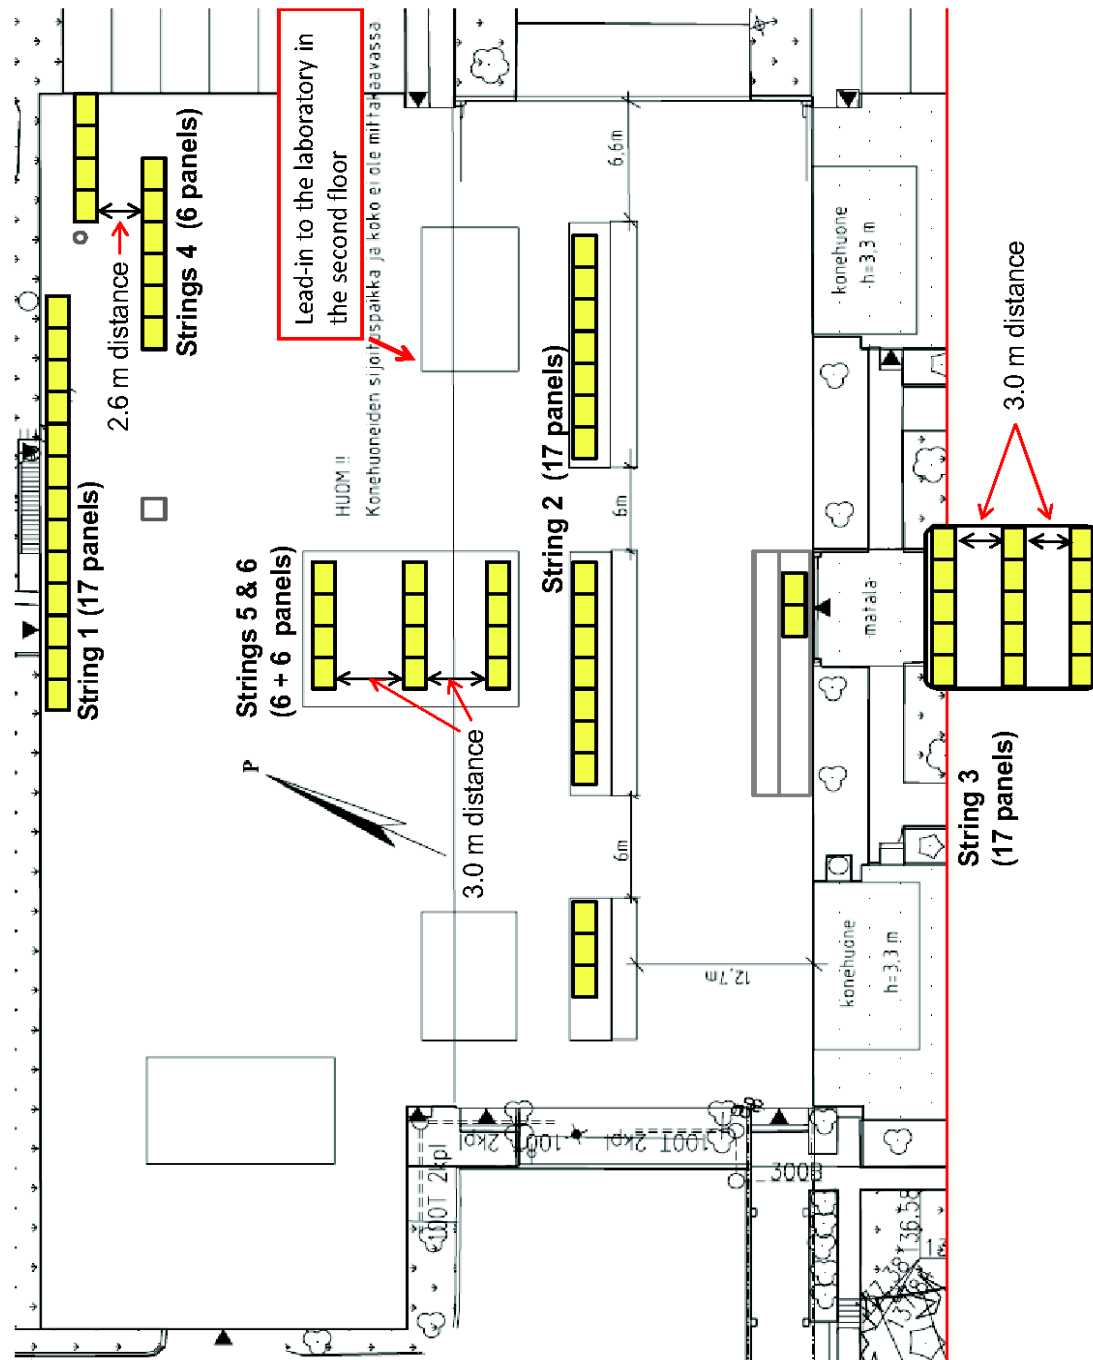 String 1 (17 panels)
2.6 m distance
Strings 4 (6 panels)
Lead-in to the laboratory in
the second floor
HUOM !!
Konehuoneiden sijoituspaikka ja koko ei ole mittakaavassa
Strings 5 & 6
(6 + 6 panels)
3.0 m distance
P
String 2 (17 panels)
6,6m
6m
6m
12,7m
konehuone
h=3,3 m
matala
konehuone
h=3,3 m
3.0 m distance
String 3
(17 panels)
100T 2kpl
100T 2kpl
300B